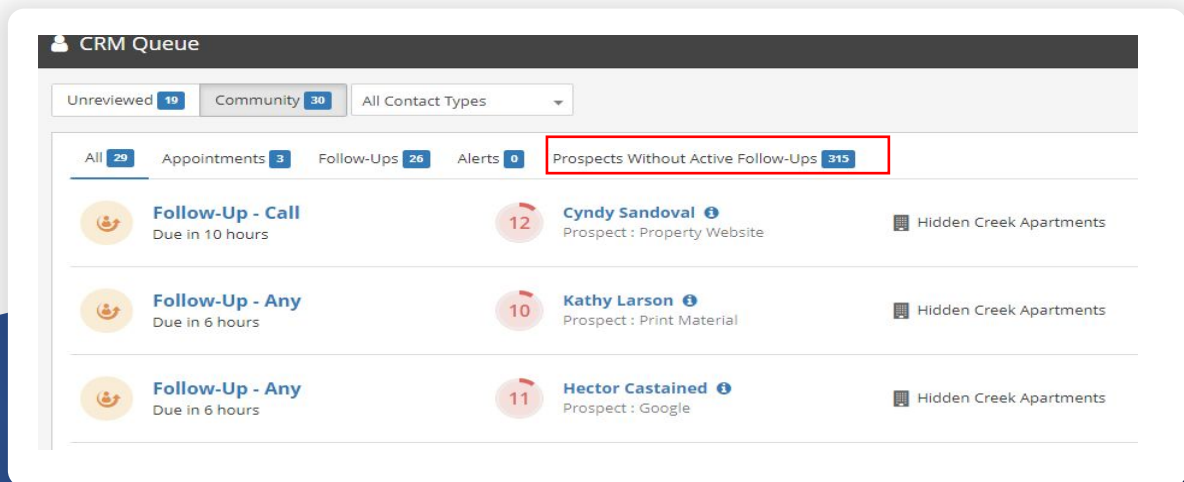 CRM Queue
Unreviewed 19 Community 30 All Contact Types
All 29 Appointments 3 Follow-Ups 26 Alerts 0 Prospects Without Active Follow-Ups 315
Follow-Up - Call
Due in 10 hours
12
Cyndy Sandoval
Prospect : Property Website
Hidden Creek Apartments
Follow-Up - Any
Due in 6 hours
10
Kathy Larson
Prospect : Print Material
Hidden Creek Apartments
Follow-Up - Any
Due in 6 hours
11
Hector Castained
Prospect : Google
Hidden Creek Apartments